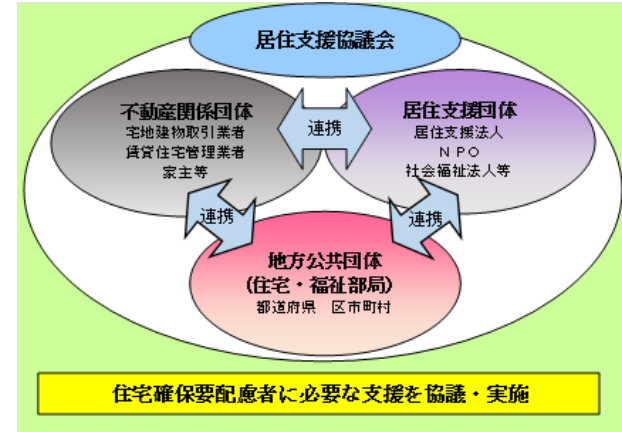 居住支援協議会
不動産関係団体
宅地建物取引業者
賃貸住宅管理業者
家主等
連携
居住支援団体
居住支援法人
ＮＰＯ
社会福祉法人等
連携
連携
地方公共団体
(住宅・福祉部局)
都道府県　区市町村
住宅確保要配慮者に必要な支援を協議・実施